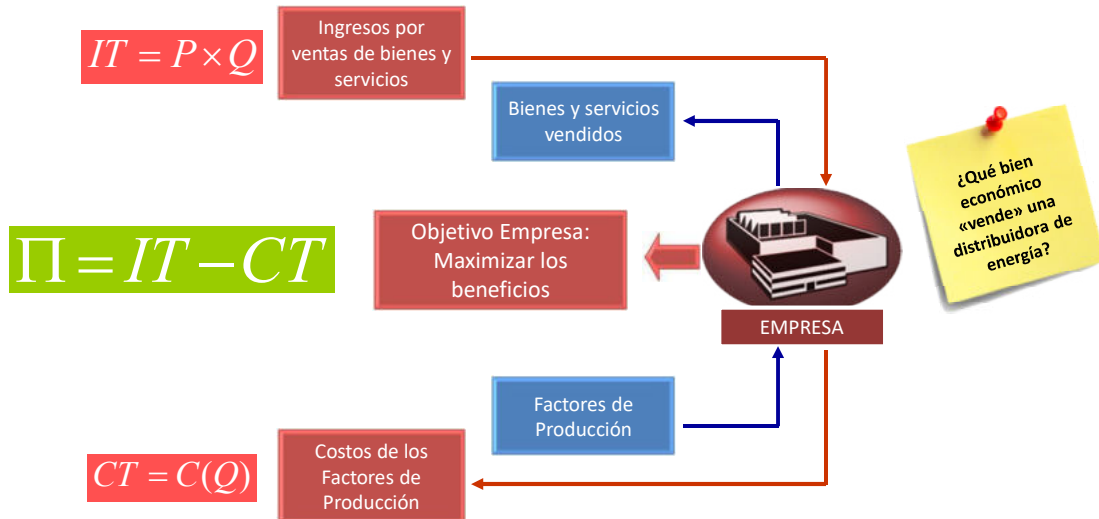 IT = P × Q
Ingresos por
ventas de bienes y
servicios
Bienes y servicios
vendidos
¿Qué bien
económico
«vende» una
distribuidora de
energía?
Π = IT − CT
Objetivo Empresa:
Maximizar los
beneficios
EMPRESA
Factores de
Producción
CT = C(Q)
Costos de los
Factores de
Producción